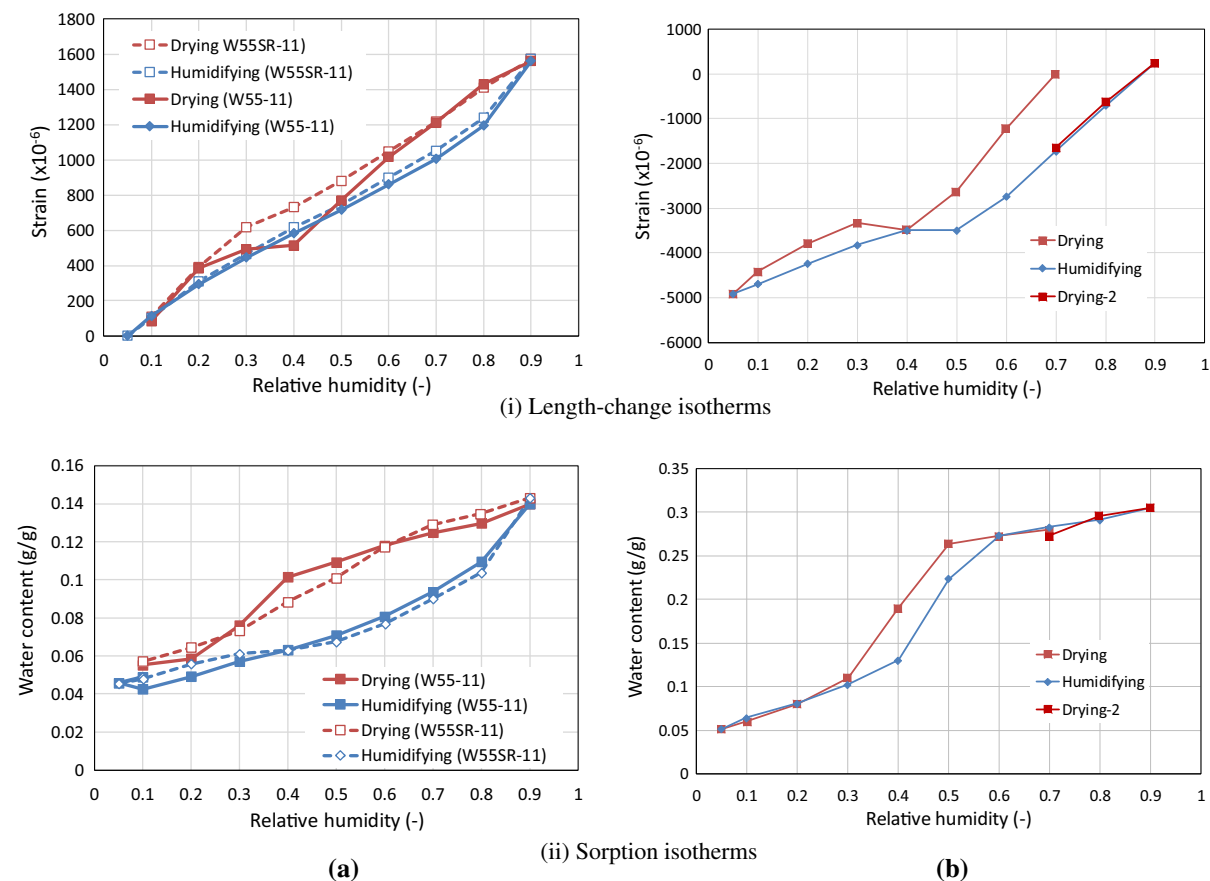 1800
1600
1400
1200
1000
800
600
400
200
0
Strain (x10⁻⁶)
Drying W55SR-11)
Humidifying (W55SR-11)
Drying (W55-11)
Humidifying (W55-11)
0 0.1 0.2 0.3 0.4 0.5 0.6 0.7 0.8 0.9 1
Relative humidity (-)
1000
0
-1000
-2000
-3000
-4000
-5000
-6000
Strain (x10⁻⁶)
Drying
Humidifying
Drying-2
0 0.1 0.2 0.3 0.4 0.5 0.6 0.7 0.8 0.9 1
Relative humidity (-)
(i) Length-change isotherms
0.16
0.14
0.12
0.1
0.08
0.06
0.04
0.02
0
Water content (g/g)
Drying (W55-11)
Humidifying (W55-11)
Drying (W55SR-11)
Humidifying (W55SR-11)
0 0.1 0.2 0.3 0.4 0.5 0.6 0.7 0.8 0.9 1
Relative humidity (-)
0.35
0.3
0.25
0.2
0.15
0.1
0.05
0
Water content (g/g)
Drying
Humidifying
Drying-2
0 0.1 0.2 0.3 0.4 0.5 0.6 0.7 0.8 0.9 1
Relative humidity (-)
(ii) Sorption isotherms
(a)
(b)